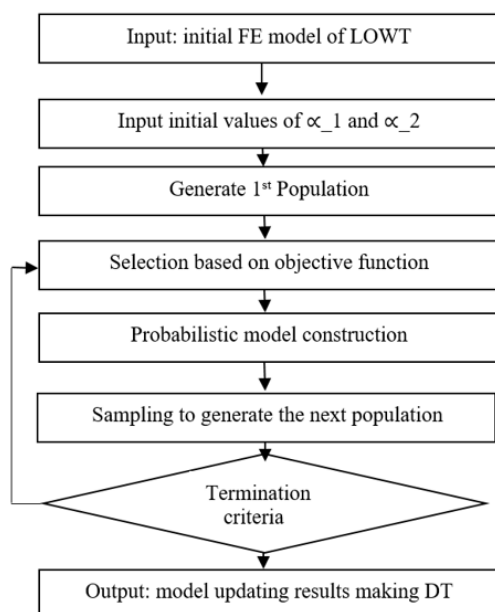 Input: initial FE model of LOWT
Input initial values of ∝_1 and ∝_2
Generate 1st Population
Selection based on objective function
Probabilistic model construction
Sampling to generate the next population
Termination
criteria
Output: model updating results making DT